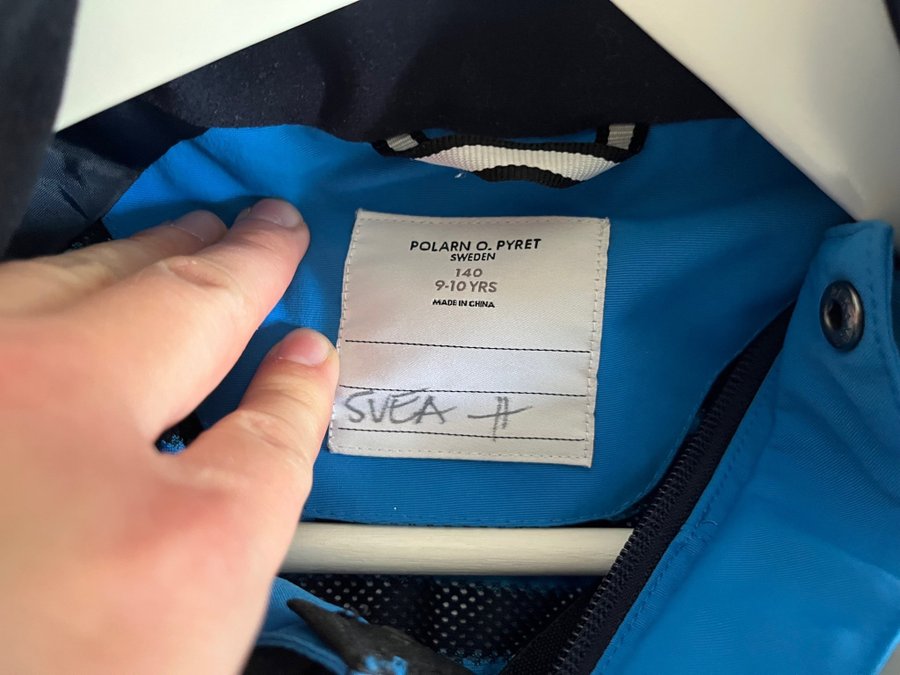 POLARN O. PYRET
SWEDEN
140
9-10 YRS
MADE IN CHINA
SVEA H